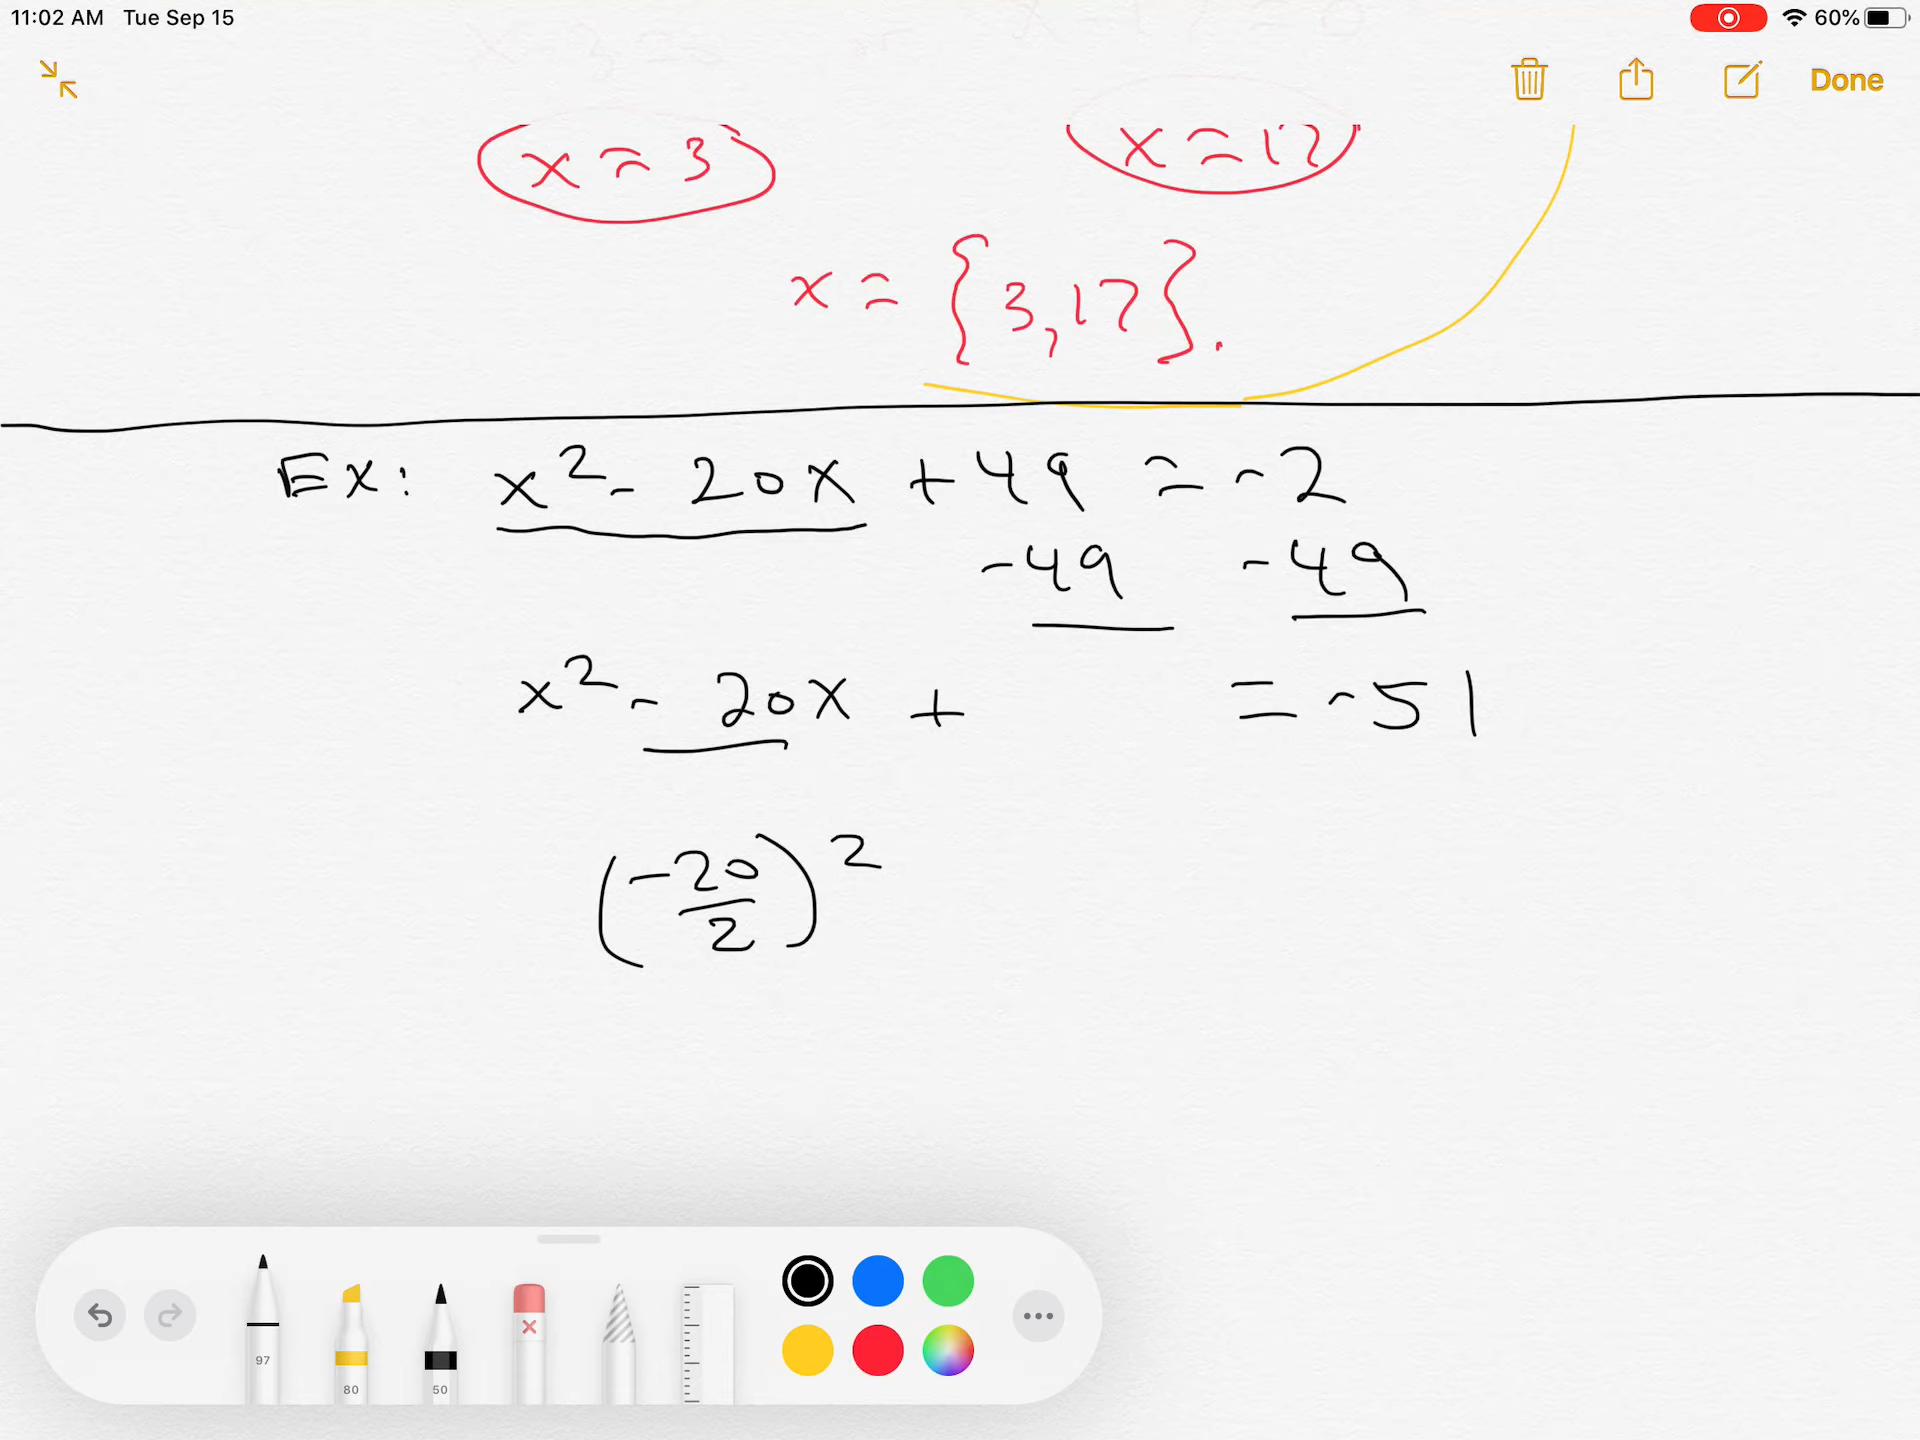 11:02 AM Tue Sep 15 60%
Done
x = 3 x = 17
x = {3, 17}.
Ex: x² - 20x + 49 = -2
-49 -49
x² - 20x + = -51
(-20/2)²
97 80 50